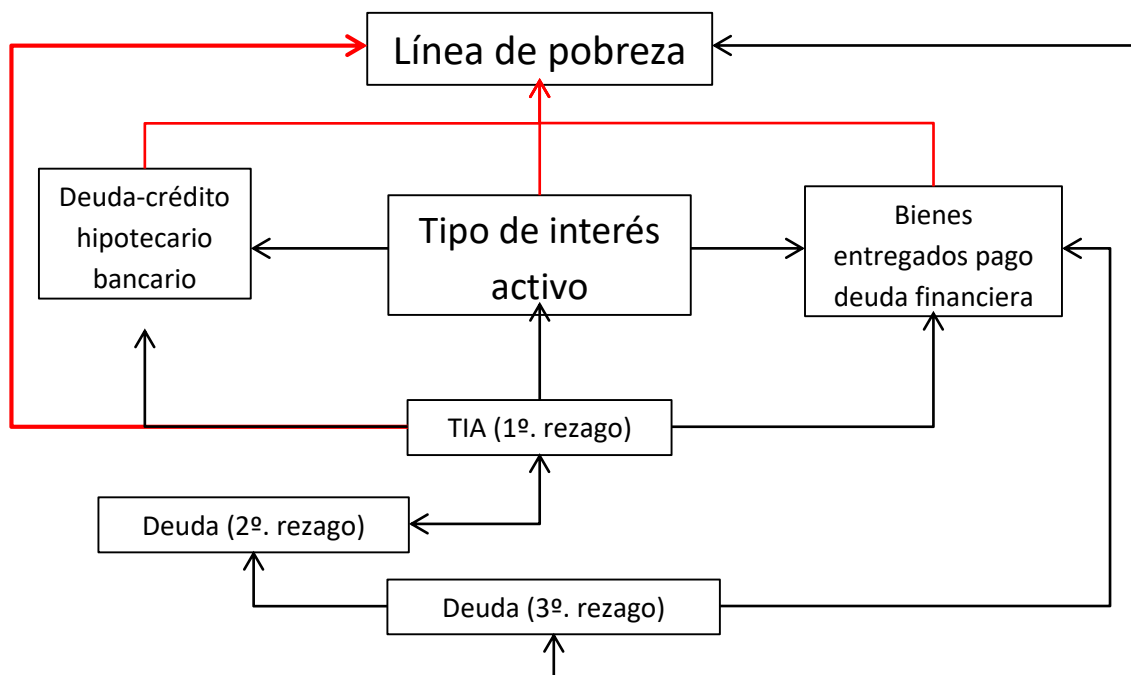 Línea de pobreza
Deuda-crédito
hipotecario
bancario
Tipo de interés
activo
Bienes
entregados pago
deuda financiera
TIA (1º. rezago)
Deuda (2º. rezago)
Deuda (3º. rezago)